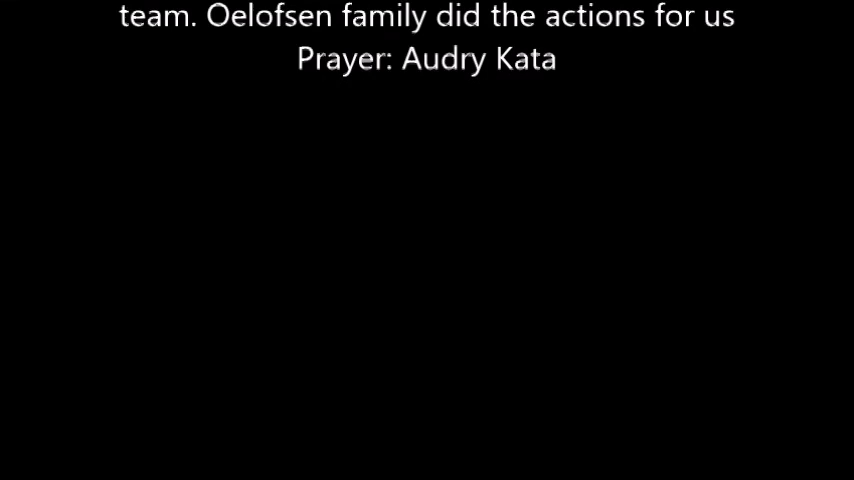 team. Oelofsen family did the actions for us
Prayer: Audry Kata